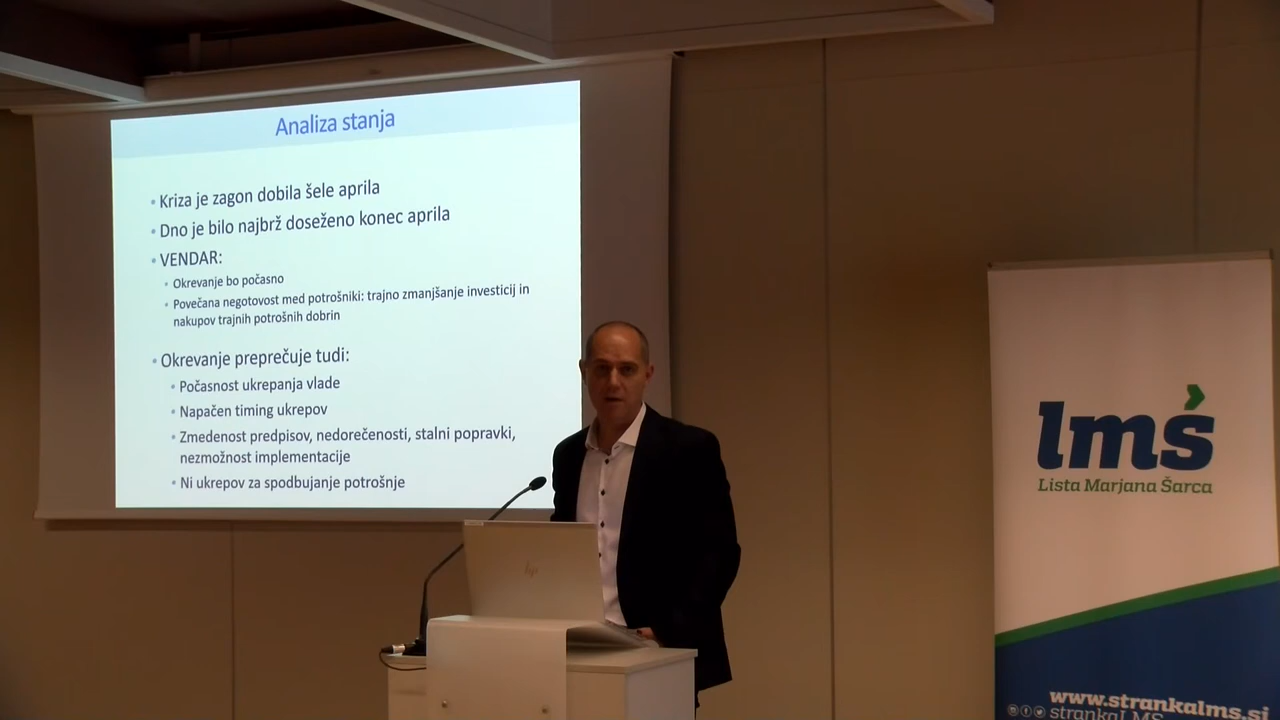 Analiza stanja
• Kriza je zagon dobila šele aprila
• Dno je bilo najbrž doseženo konec aprila
• VENDAR:
• Okrevanje bo počasno
• Povečana negotovost med potrošniki: trajno zmanjšanje investicij in
nakupov trajnih potrošnih dobrin
• Okrevanje preprečuje tudi:
• Počasnost ukrepanja vlade
• Napačen timing ukrepov
• Zmedenost predpisov, nedorečenosti, stalni popravki,
nezmožnost implementacije
• Ni ukrepov za spodbujanje potrošnje
hp
lmš
Lista Marjana Šarca
www.strankalms.si
strankaLMS